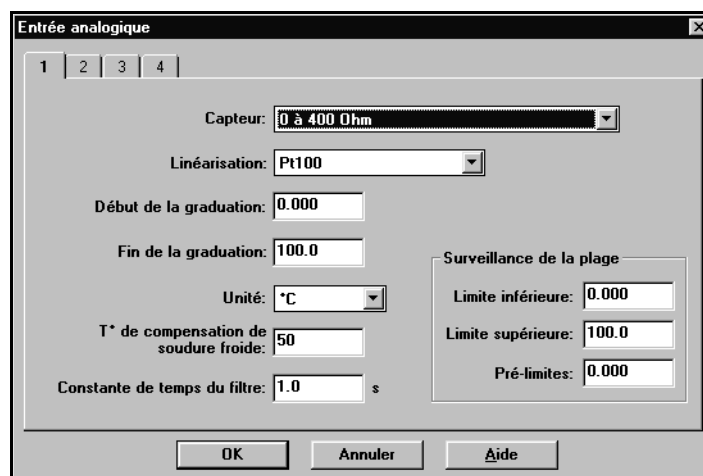 Entrée analogique
1 2 3 4
Capteur: 0 à 400 Ohm
Linéarisation: Pt100
Début de la graduation: 0.000
Fin de la graduation: 100.0
Unité: °C
T° de compensation de
soudure froide: 50
Constante de temps du filtre: 1.0 s
Surveillance de la plage
Limite inférieure: 0.000
Limite supérieure: 100.0
Pré-limites: 0.000
OK Annuler Aide